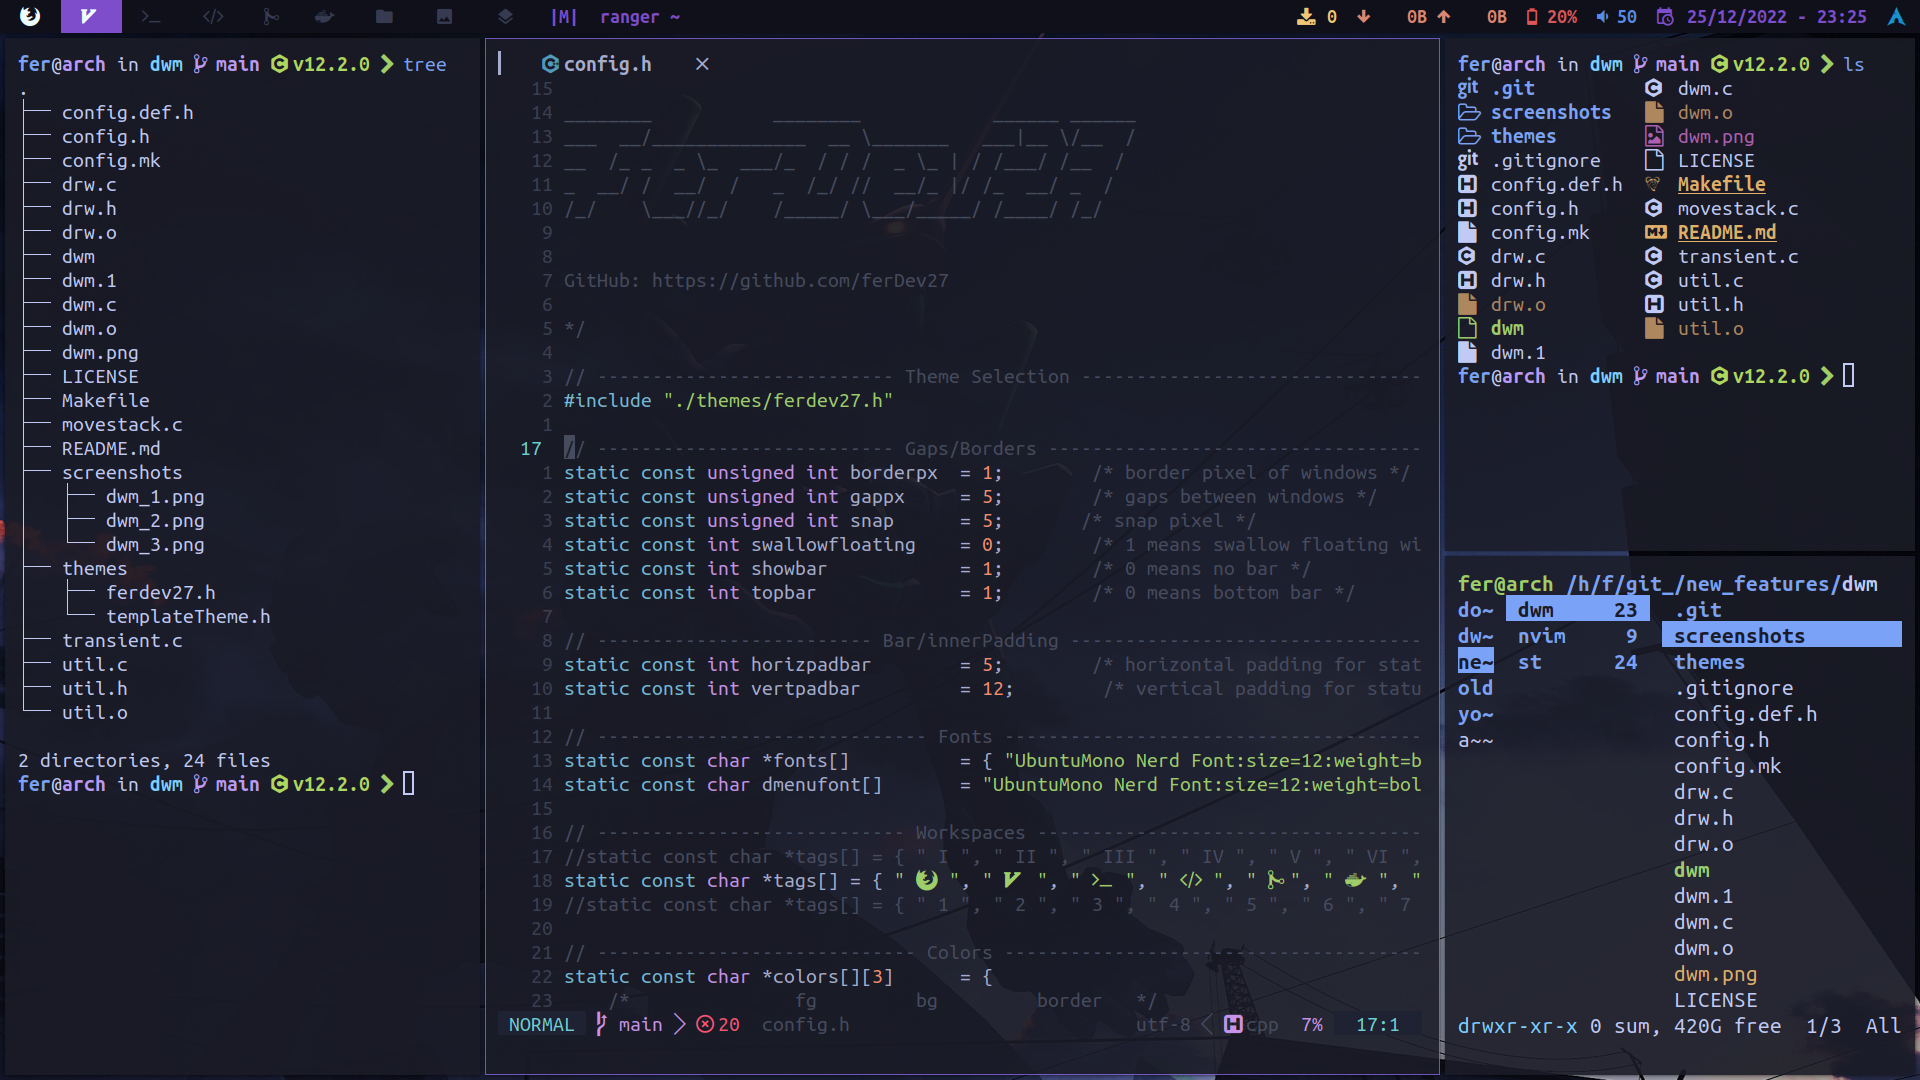 |M| ranger ~ 0 0B 0B 20% 50 25/12/2022 - 23:25
fer@arch in dwm main v12.2.0 tree
.
├── config.def.h
├── config.h
├── config.mk
├── drw.c
├── drw.h
├── drw.o
├── dwm
├── dwm.1
├── dwm.c
├── dwm.o
├── dwm.png
├── LICENSE
├── Makefile
├── movestack.c
├── README.md
├── screenshots
│   ├── dwm_1.png
│   ├── dwm_2.png
│   └── dwm_3.png
├── themes
│   ├── ferdev27.h
│   └── templateTheme.h
├── transient.c
├── util.c
├── util.h
└── util.o
2 directories, 24 files
fer@arch in dwm main v12.2.0
config.h ×
15
14 ________           ________               ______ ______
13 ___  __/______________  __ \_______   ___|__ \/__  /
12 __  /_ _  _ \_  ___/_  / / /  _ \_ | / /___/ /__  /
11 _  __/ /  __/  /   _  /_/ //  __/_ |/ /_  __/ _  /
10 /_/    \___//_/    /_____/ \___/_____/ /____/ /_/
9
8
7 GitHub: https://github.com/ferDev27
6
5 */
4
3 // --------------------------- Theme Selection -------------------------------
2 #include "./themes/ferdev27.h"
1
17 // --------------------------- Gaps/Borders ----------------------------------
1 static const unsigned int borderpx  = 1;        /* border pixel of windows */
2 static const unsigned int gappx     = 5;        /* gaps between windows */
3 static const unsigned int snap      = 5;       /* snap pixel */
4 static const int swallowfloating    = 0;        /* 1 means swallow floating wi
5 static const int showbar            = 1;        /* 0 means no bar */
6 static const int topbar             = 1;        /* 0 means bottom bar */
7
8 // ------------------------- Bar/innerPadding --------------------------------
9 static const int horizpadbar        = 5;        /* horizontal padding for stat
10 static const int vertpadbar         = 12;        /* vertical padding for statu
11
12 // ------------------------------ Fonts --------------------------------------
13 static const char *fonts[]          = { "UbuntuMono Nerd Font:size=12:weight=b
14 static const char dmenufont[]       = "UbuntuMono Nerd Font:size=12:weight=bol
15
16 // ---------------------------- Workspaces -----------------------------------
17 //static const char *tags[] = { " I ", " II ", " III ", " IV ", " V ", " VI ",
18 static const char *tags[] = { "  ", "  ", " >_ ", " </> ", "  ", "  ", "
19 //static const char *tags[] = { " 1 ", " 2 ", " 3 ", " 4 ", " 5 ", " 6 ", " 7
20
21 // ----------------------------- Colors --------------------------------------
22 static const char *colors[][3]      = {
23     /*               fg         bg         border   */
NORMAL main 20 config.h utf-8 cpp 7% 17:1
fer@arch in dwm main v12.2.0 ls
.git dwm.c
screenshots dwm.o
themes dwm.png
.gitignore LICENSE
config.def.h Makefile
config.h movestack.c
config.mk README.md
drw.c transient.c
drw.h util.c
drw.o util.h
dwm util.o
dwm.1
fer@arch in dwm main v12.2.0
fer@arch /h/f/git_/new_features/dwm
do~ dwm 23 .git
dw~ nvim 9 screenshots
ne~ st 24 themes
old .gitignore
yo~ config.def.h
a~~ config.h
config.mk
drw.c
drw.h
drw.o
dwm
dwm.1
dwm.c
dwm.o
dwm.png
LICENSE
drwxr-xr-x 0 sum, 420G free 1/3 All